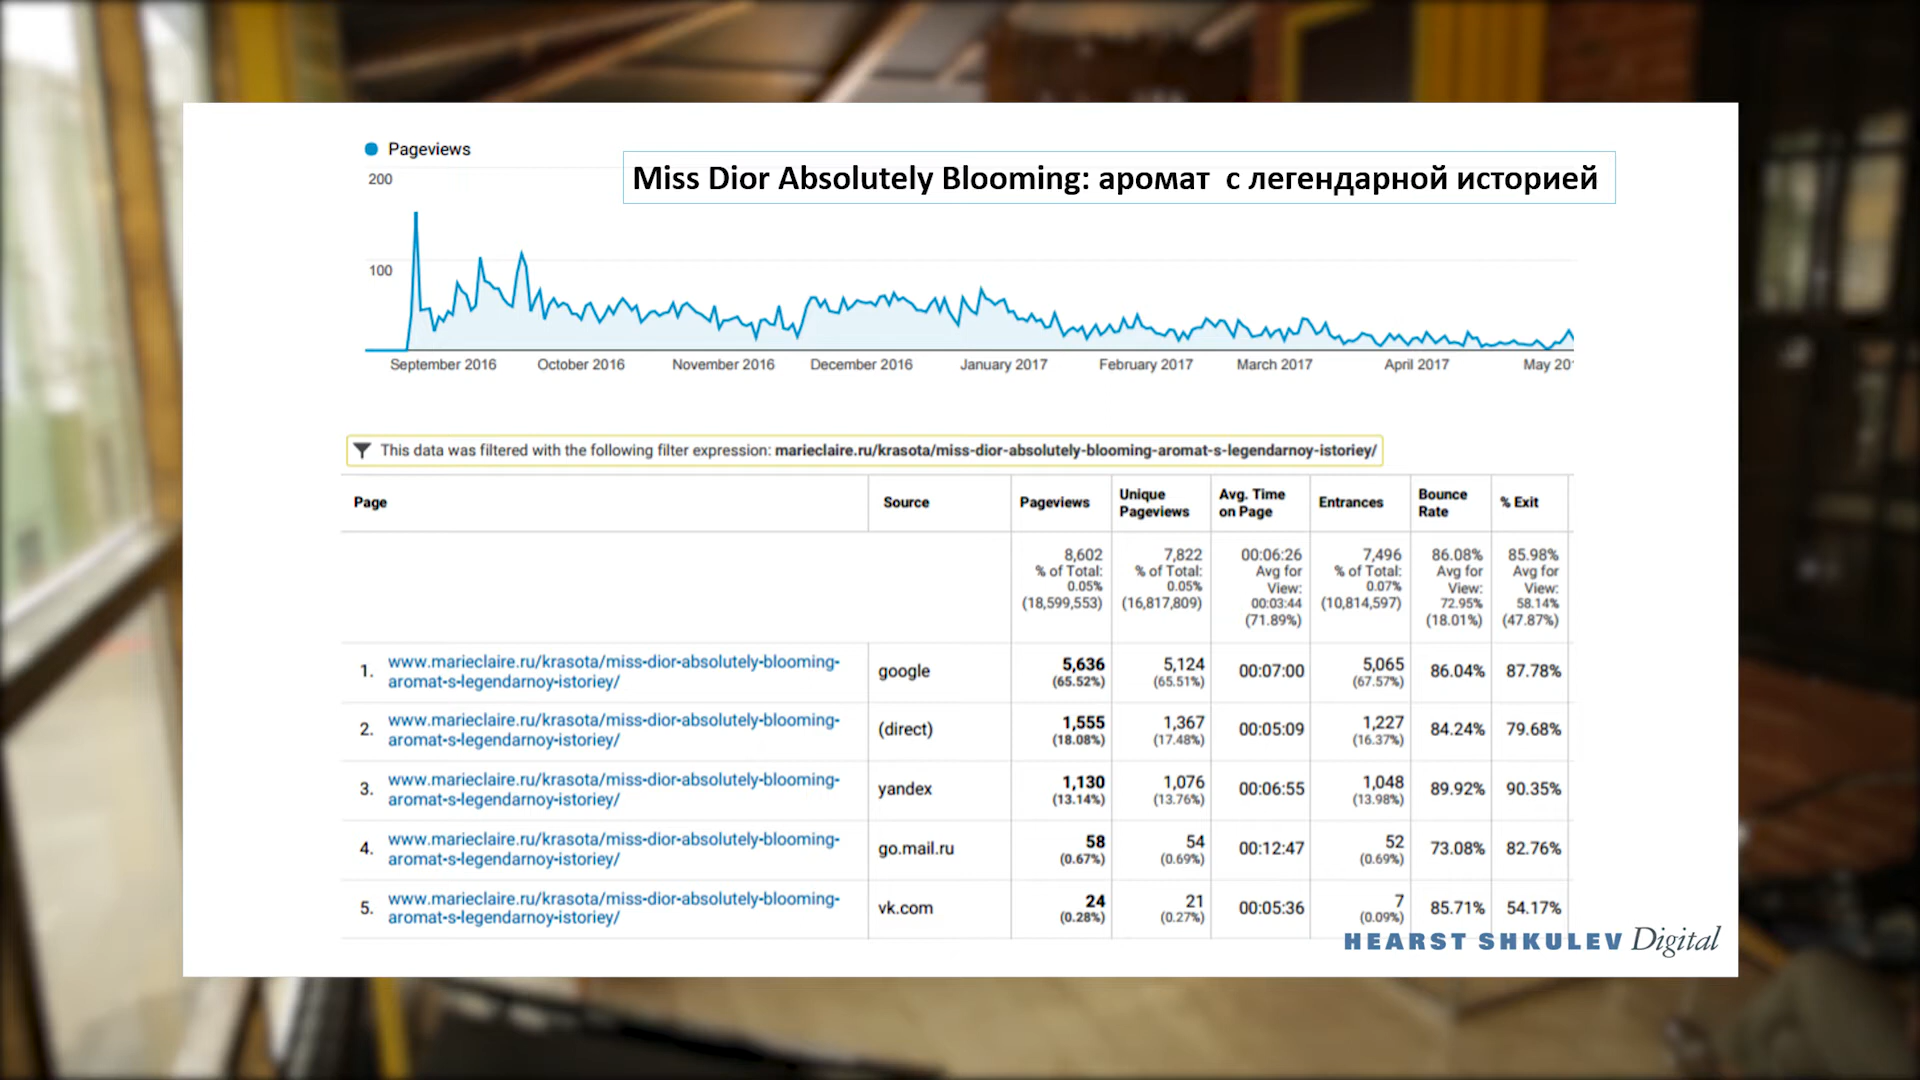 Pageviews
200
Miss Dior Absolutely Blooming: аромат с легендарной историей
100
September 2016 October 2016 November 2016 December 2016 January 2017 February 2017 March 2017 April 2017 May 201
This data was filtered with the following filter expression: marieclaire.ru/krasota/miss-dior-absolutely-blooming-aromat-s-legendarnoy-istoriey/
Page Source Pageviews Unique Pageviews Avg. Time on Page Entrances Bounce Rate % Exit
8,602 7,822 00:06:26 7,496 86.08% 85.98%
% of Total: % of Total: Avg for % of Total: Avg for Avg for
0.05% 0.05% View: 0.07% View: View:
(18,599,553) (16,817,809) 00:03:44 (10,814,597) 72.95% 58.14%
(71.89%) (18.01%) (47.87%)
1. www.marieclaire.ru/krasota/miss-dior-absolutely-blooming- google 5,636 5,124 00:07:00 5,065 86.04% 87.78%
aromat-s-legendarnoy-istoriey/ (65.52%) (65.51%) (67.57%)
2. www.marieclaire.ru/krasota/miss-dior-absolutely-blooming- (direct) 1,555 1,367 00:05:09 1,227 84.24% 79.68%
aromat-s-legendarnoy-istoriey/ (18.08%) (17.48%) (16.37%)
3. www.marieclaire.ru/krasota/miss-dior-absolutely-blooming- yandex 1,130 1,076 00:06:55 1,048 89.92% 90.35%
aromat-s-legendarnoy-istoriey/ (13.14%) (13.76%) (13.98%)
4. www.marieclaire.ru/krasota/miss-dior-absolutely-blooming- go.mail.ru 58 54 00:12:47 52 73.08% 82.76%
aromat-s-legendarnoy-istoriey/ (0.67%) (0.69%) (0.69%)
5. www.marieclaire.ru/krasota/miss-dior-absolutely-blooming- vk.com 24 21 00:05:36 7 85.71% 54.17%
aromat-s-legendarnoy-istoriey/ (0.28%) (0.27%) (0.09%)
HEARST SHKULEV Digital